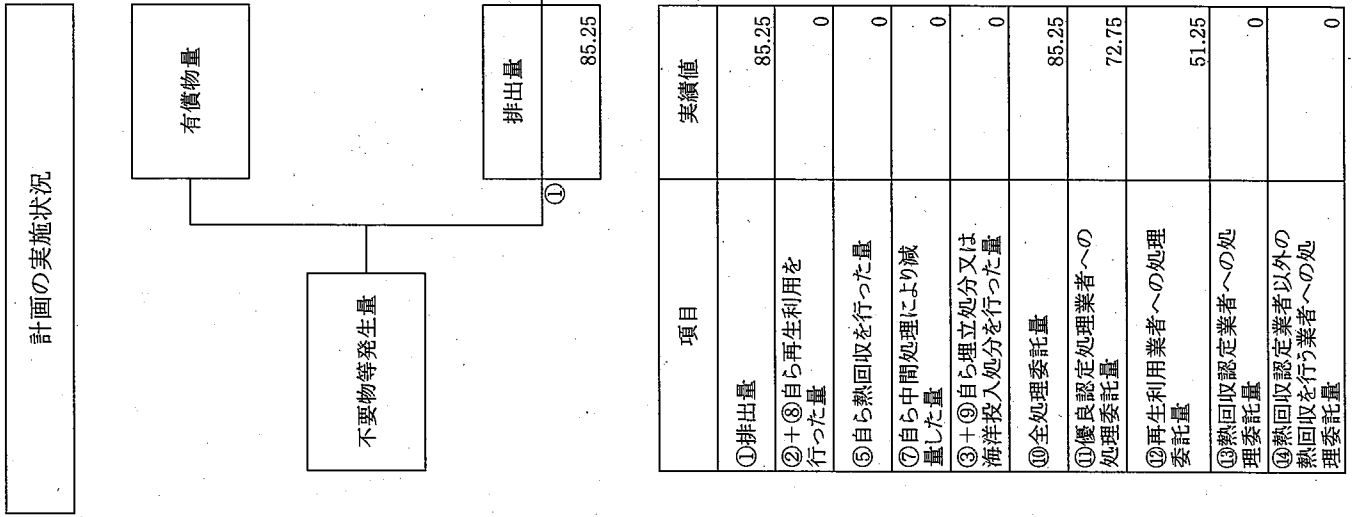 計画の実施状況
有償物量
不要物等発生量
排出量
85.25
①
項目
実績値
①排出量
85.25
②+⑧自ら再生利用を
行った量
0
⑤自ら熱回収を行った量
0
⑦自ら中間処理により減
量した量
0
③+⑨自ら埋立処分又は
海洋投入処分を行った量
0
⑩全処理委託量
85.25
⑪優良認定処理業者への
処理委託量
72.75
⑫再生利用業者への処理
委託量
51.25
⑬熱回収認定業者への処
理委託量
0
⑭熱回収認定業者以外の
熱回収を行う業者への処
理委託量
0